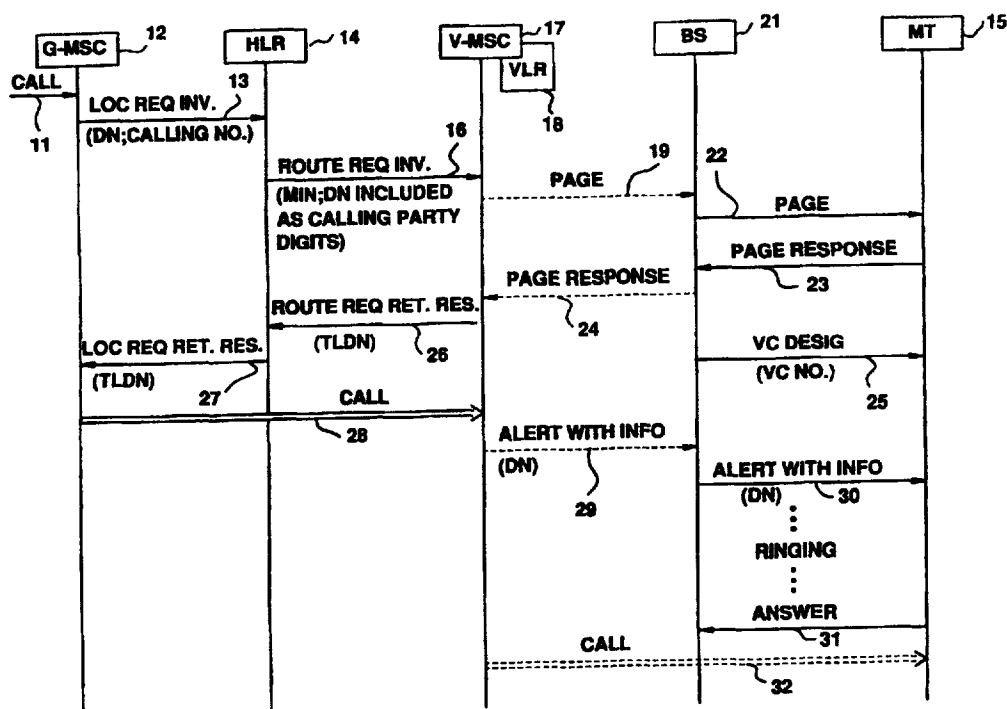 G-MSC 12
HLR 14
V-MSC 17
VLR
18
BS 21
MT 15
CALL
11
LOC REQ INV. 13
(DN;CALLING NO.)
ROUTE REQ INV. 16
(MIN;DN INCLUDED
AS CALLING PARTY
DIGITS)
PAGE 19
22
PAGE
PAGE RESPONSE
23
PAGE RESPONSE
24
ROUTE REQ RET. RES.
(TLDN) 26
LOC REQ RET. RES.
(TLDN) 27
VC DESIG
(VC NO.) 25
CALL
28
ALERT WITH INFO
(DN)
29
ALERT WITH INFO
(DN) 30
RINGING
ANSWER
31
CALL
32